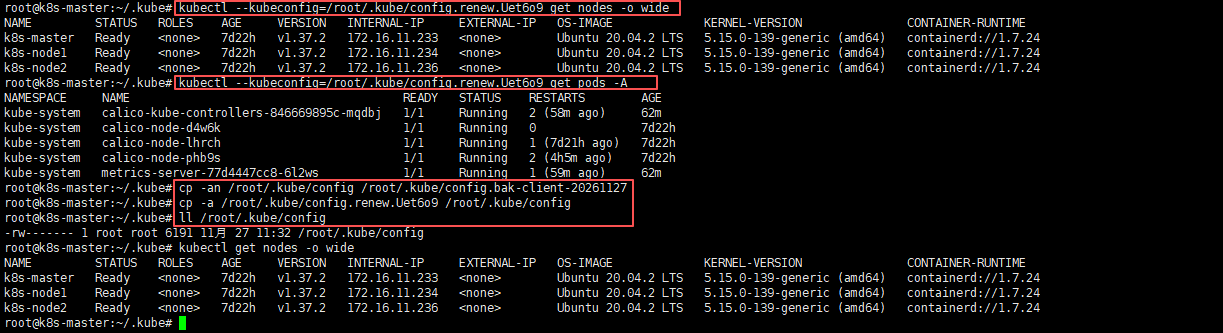 root@k8s-master:~/.kube# kubectl --kubeconfig=/root/.kube/config.renew.Uet6o9 get nodes -o wide
NAME STATUS ROLES AGE VERSION INTERNAL-IP EXTERNAL-IP OS-IMAGE KERNEL-VERSION CONTAINER-RUNTIME
k8s-master Ready <none> 7d22h v1.37.2 172.16.11.233 <none> Ubuntu 20.04.2 LTS 5.15.0-139-generic (amd64) containerd://1.7.24
k8s-node1 Ready <none> 7d22h v1.37.2 172.16.11.234 <none> Ubuntu 20.04.2 LTS 5.15.0-139-generic (amd64) containerd://1.7.24
k8s-node2 Ready <none> 7d22h v1.37.2 172.16.11.236 <none> Ubuntu 20.04.2 LTS 5.15.0-139-generic (amd64) containerd://1.7.24
root@k8s-master:~/.kube# kubectl --kubeconfig=/root/.kube/config.renew.Uet6o9 get pods -A
NAMESPACE NAME READY STATUS RESTARTS AGE
kube-system calico-kube-controllers-846669895c-mqdbj 1/1 Running 2 (58m ago) 62m
kube-system calico-node-d4w6k 1/1 Running 0 7d22h
kube-system calico-node-lhrch 1/1 Running 1 (7d21h ago) 7d22h
kube-system calico-node-phb9s 1/1 Running 2 (4h5m ago) 7d22h
kube-system metrics-server-77d4447cc8-6l2ws 1/1 Running 1 (59m ago) 62m
root@k8s-master:~/.kube# cp -an /root/.kube/config /root/.kube/config.bak-client-20261127
root@k8s-master:~/.kube# cp -a /root/.kube/config.renew.Uet6o9 /root/.kube/config
root@k8s-master:~/.kube# ll /root/.kube/config
-rw------- 1 root root 6191 11月 27 11:32 /root/.kube/config
root@k8s-master:~/.kube# kubectl get nodes -o wide
NAME STATUS ROLES AGE VERSION INTERNAL-IP EXTERNAL-IP OS-IMAGE KERNEL-VERSION CONTAINER-RUNTIME
k8s-master Ready <none> 7d22h v1.37.2 172.16.11.233 <none> Ubuntu 20.04.2 LTS 5.15.0-139-generic (amd64) containerd://1.7.24
k8s-node1 Ready <none> 7d22h v1.37.2 172.16.11.234 <none> Ubuntu 20.04.2 LTS 5.15.0-139-generic (amd64) containerd://1.7.24
k8s-node2 Ready <none> 7d22h v1.37.2 172.16.11.236 <none> Ubuntu 20.04.2 LTS 5.15.0-139-generic (amd64) containerd://1.7.24
root@k8s-master:~/.kube#